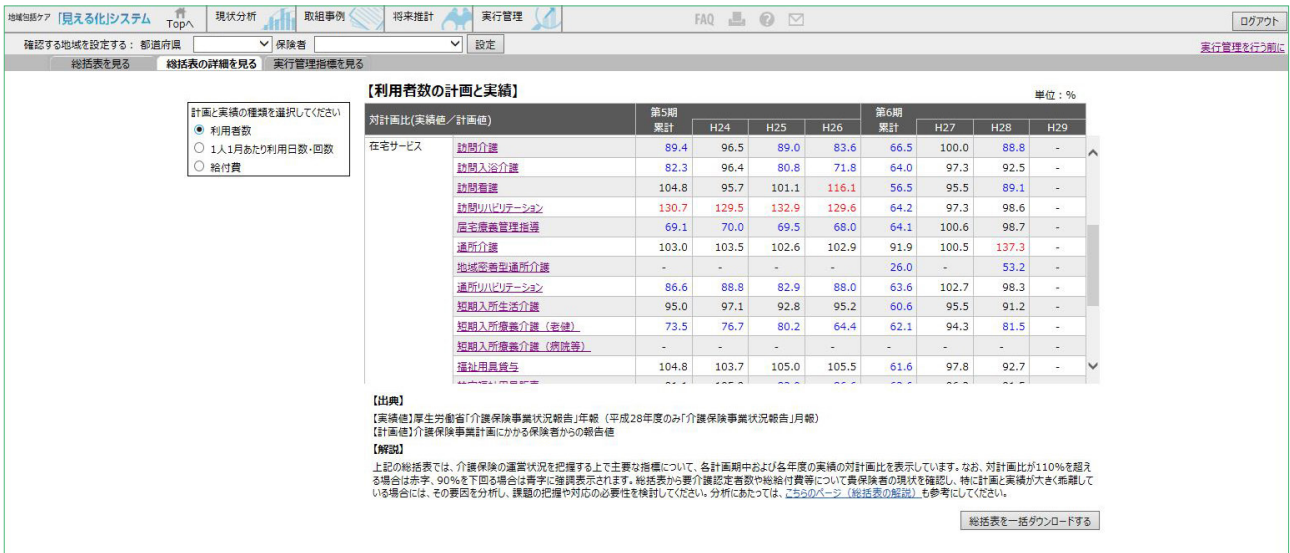 地域包括ケア 「見える化」システム Topへ 現状分析 取組事例 将来推計 実行管理 FAQ ログアウト
確認する地域を設定する： 都道府県 保険者 設定 実行管理を行う前に
総括表を見る 総括表の詳細を見る 実行管理指標を見る
計画と実績の種類を選択してください
利用者数
1人1月あたり利用日数・回数
給付費
【利用者数の計画と実績】
単位：%
対計画比(実績値／計画値) 第5期累計 H24 H25 H26 第6期累計 H27 H28 H29
在宅サービス 訪問介護 89.4 96.5 89.0 83.6 66.5 100.0 88.8 -
訪問入浴介護 82.3 96.4 80.8 71.8 64.0 97.3 92.5 -
訪問看護 104.8 95.7 101.1 116.1 56.5 95.5 89.1 -
訪問リハビリテーション 130.7 129.5 132.9 129.6 64.2 97.3 98.6 -
居宅療養管理指導 69.1 70.0 69.5 68.0 64.1 100.6 98.7 -
通所介護 103.0 103.5 102.6 102.9 91.9 100.5 137.3 -
地域密着型通所介護 - - - - 26.0 - 53.2 -
通所リハビリテーション 86.6 88.8 82.9 88.0 63.6 102.7 98.3 -
短期入所生活介護 95.0 97.1 92.8 95.2 60.6 95.5 91.2 -
短期入所療養介護（老健） 73.5 76.7 80.2 64.4 62.1 94.3 81.5 -
短期入所療養介護（病院等） - - - - - - - -
福祉用具貸与 104.8 103.7 105.0 105.5 61.6 97.8 92.7 -
【出典】
【実績値】厚生労働省「介護保険事業状況報告」年報（平成28年度のみ「介護保険事業状況報告」月報）
【計画値】介護保険事業計画にかかる保険者からの報告値
【解説】
上記の総括表では、介護保険の運営状況を把握する上で主要な指標について、各計画期中および各年度の実績の対計画比を表示しています。なお、対計画比が110%を超え
る場合は赤字、90%を下回る場合は青字に強調表示されます。総括表から要介護認定者数や総給付費等について貴保険者の現状を確認し、特に計画と実績が大きく乖離して
いる場合には、その要因を分析し、課題の把握や対応の必要性を検討してください。分析にあたっては、こちらのページ（総括表の解説）も参考にしてください。
総括表を一括ダウンロードする